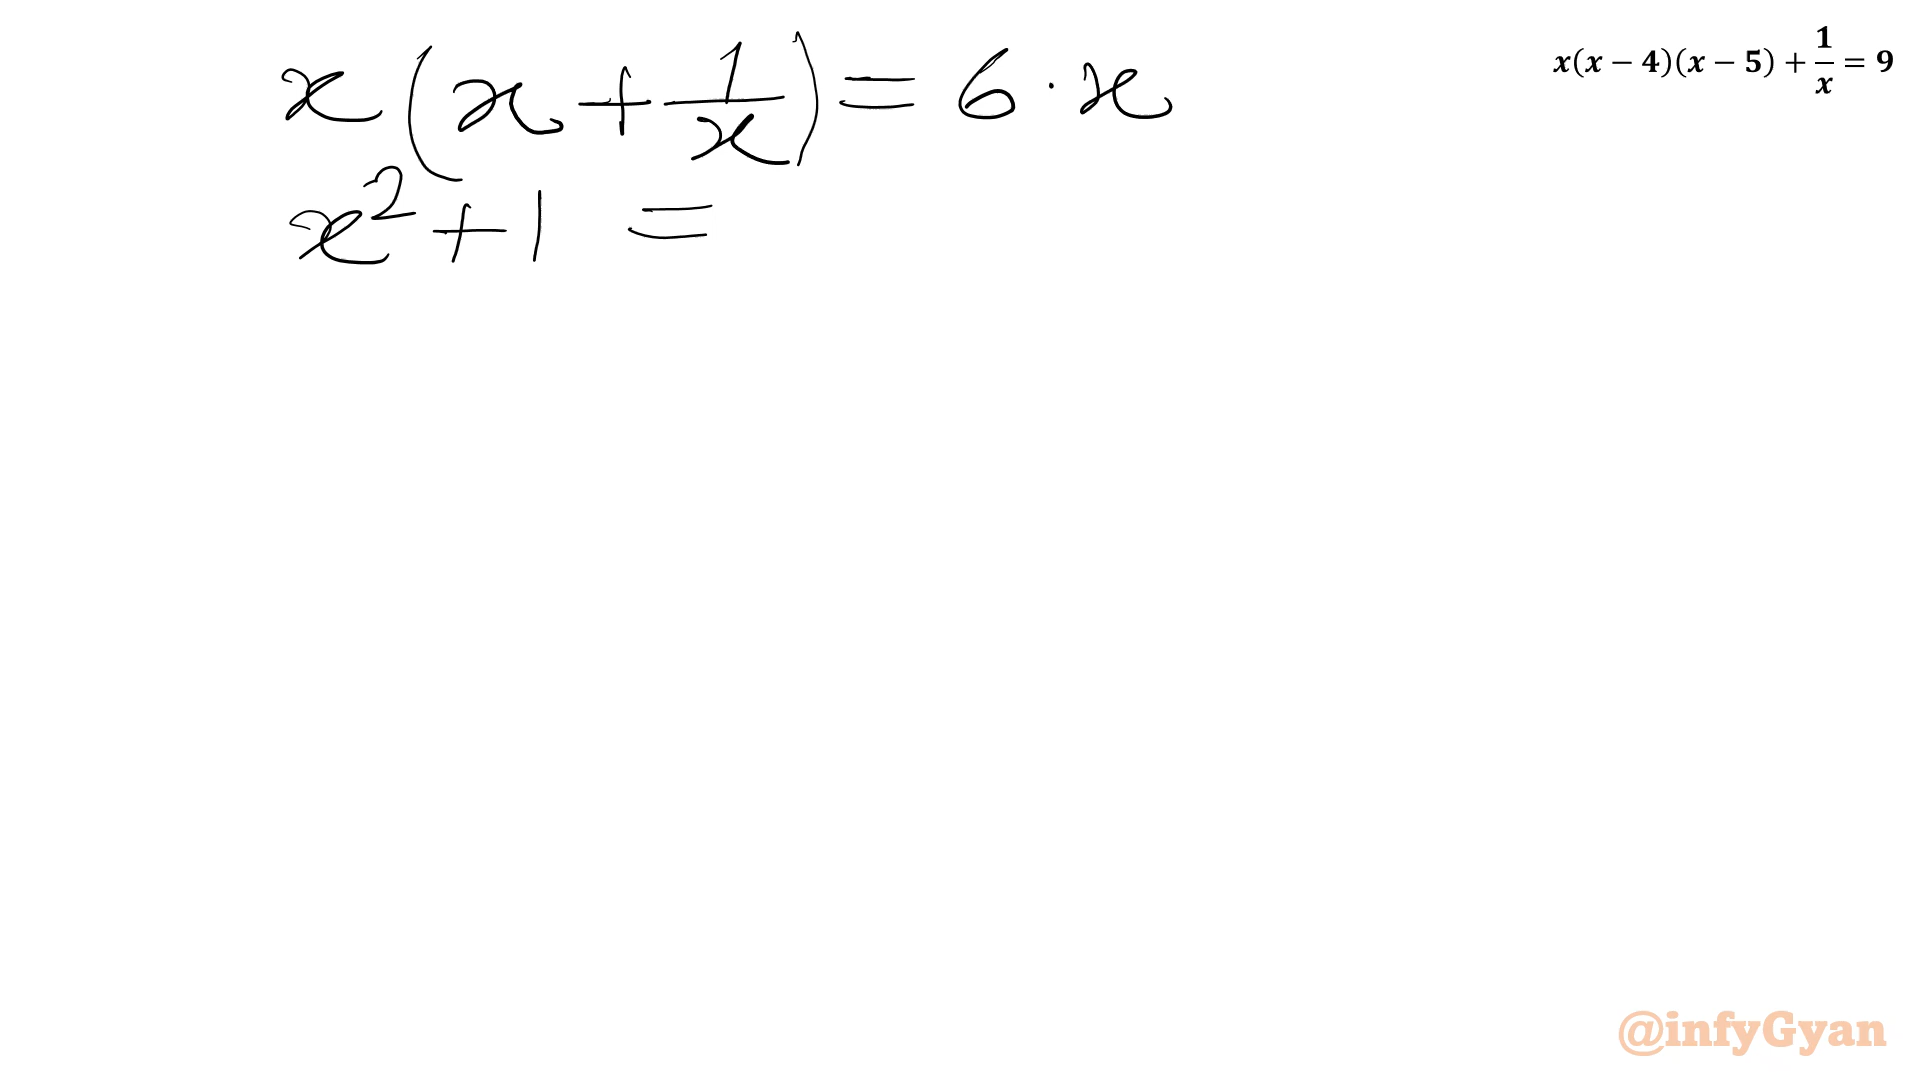 x(x + 1/x) = 6 · x
x(x − 4)(x − 5) + 1/x = 9
x² + 1 =
@infyGyan